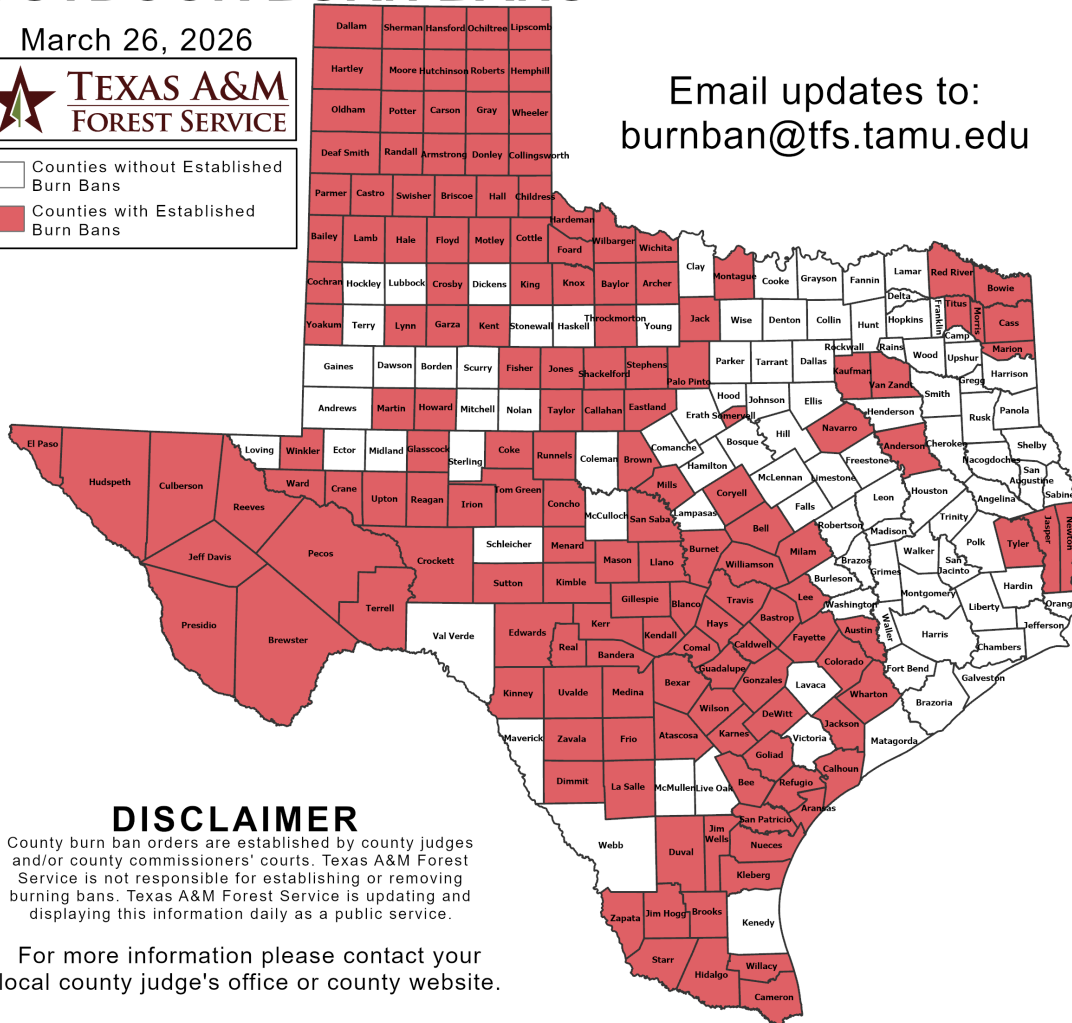 March 26, 2026
TEXAS A&M
FOREST SERVICE
Counties without Established
Burn Bans
Counties with Established
Burn Bans
Email updates to:
burnban@tfs.tamu.edu
Dallam Sherman Hansford Ochiltree Lipscomb
Hartley Moore Hutchinson Roberts Hemphill
Oldham Potter Carson Gray Wheeler
Deaf Smith Randall Armstrong Donley Collingsworth
Parmer Castro Swisher Briscoe Hall Childress
Hardeman
Bailey Lamb Hale Floyd Motley Cottle Foard Wilbarger Wichita
Clay Montague Cooke Grayson Fannin Lamar Red River Bowie
Cochran Hockley Lubbock Crosby Dickens King Knox Baylor Archer
Delta Franklin Titus Morris Cass
Yoakum Terry Lynn Garza Kent Stonewall Haskell Throckmorton Young Jack Wise Denton Collin Hunt Hopkins
Camp
Rockwall Rains Wood Upshur Marion
Gaines Dawson Borden Scurry Fisher Jones Shackelford Stephens Palo Pinto Parker Tarrant Dallas Kaufman Van Zandt Gregg Harrison
Smith
Andrews Martin Howard Mitchell Nolan Taylor Callahan Eastland Erath Hood Somervell Johnson Ellis Henderson Rusk Panola
El Paso Hudspeth Culberson Reeves Loving Winkler Ector Midland Glasscock Sterling Coke Runnels Coleman Brown Comanche Bosque Hill Navarro Anderson Cherokee Shelby
Hamilton Freestone Nacogdoches San Augustine Sabine
Ward Crane Upton Reagan Irion Tom Green Concho Mills Coryell McLennan Limestone Leon Houston Angelina
McCulloch San Saba Lampasas Bell Falls Robertson Madison Trinity Polk Tyler Jasper Newton
Jeff Davis Pecos Crockett Schleicher Menard Mason Llano Burnet Williamson Milam Brazos Grimes Walker San Jacinto
Terrell Sutton Kimble Gillespie Blanco Travis Lee Burleson Washington Montgomery Liberty Hardin Orange
Presidio Brewster Val Verde Edwards Real Kerr Bandera Kendall Comal Hays Caldwell Bastrop Fayette Austin Waller Harris Chambers Jefferson
Kinney Uvalde Medina Bexar Guadalupe Gonzales Lavaca Colorado Fort Bend Galveston
Wilson DeWitt Wharton Brazoria
Maverick Zavala Frio Atascosa Karnes Goliad Victoria Jackson Matagorda
Dimmit La Salle McMullen Live Oak Bee Refugio Calhoun
Aransas
San Patricio
Webb Duval Jim Wells Nueces
Kleberg
Zapata Jim Hogg Brooks Kenedy
Starr Hidalgo Willacy
Cameron
DISCLAIMER
County burn ban orders are established by county judges
and/or county commissioners' courts. Texas A&M Forest
Service is not responsible for establishing or removing
burning bans. Texas A&M Forest Service is updating and
displaying this information daily as a public service.
For more information please contact your
local county judge's office or county website.